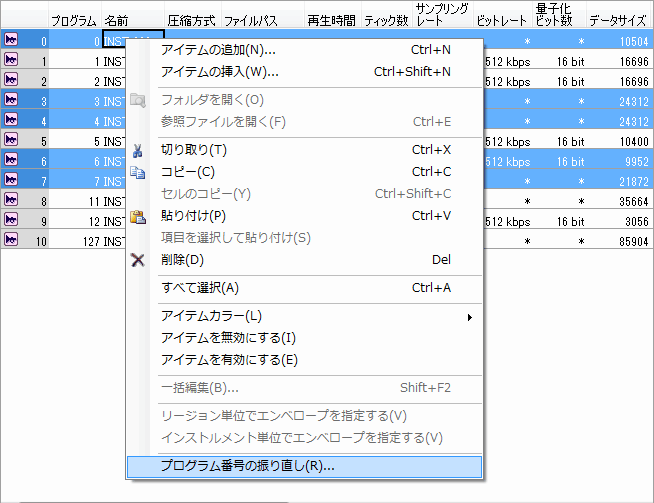 プログラム 名前 圧縮方式 ファイルパス 再生時間 ティック数 サンプリングレート ビットレート 量子化ビット数 データサイズ
0 0 INST * * 10504
1 1 INST 512 kbps 16 bit 16696
2 2 INST 512 kbps 16 bit 16696
3 3 INST * * 24312
4 4 INST * * 24312
5 5 INST 512 kbps 16 bit 10400
6 6 INST * * 9952
7 7 INST * * 21872
8 11 INST * * 35664
9 12 INST 512 kbps 16 bit 3056
10 127 INST * * 85904
アイテムの追加(N)... Ctrl+N
アイテムの挿入(W)... Ctrl+Shift+N
フォルダを開く(O)
参照ファイルを開く(F) Ctrl+E
切り取り(T) Ctrl+X
コピー(C) Ctrl+C
セルのコピー(Y) Ctrl+Shift+C
貼り付け(P) Ctrl+V
項目を選択して貼り付け(S)
削除(D) Del
すべて選択(A) Ctrl+A
アイテムカラー(L)
アイテムを無効にする(I)
アイテムを有効にする(E)
一括編集(B)... Shift+F2
リージョン単位でエンベロープを指定する(V)
インストルメント単位でエンベロープを指定する(V)
プログラム番号の振り直し(R)...